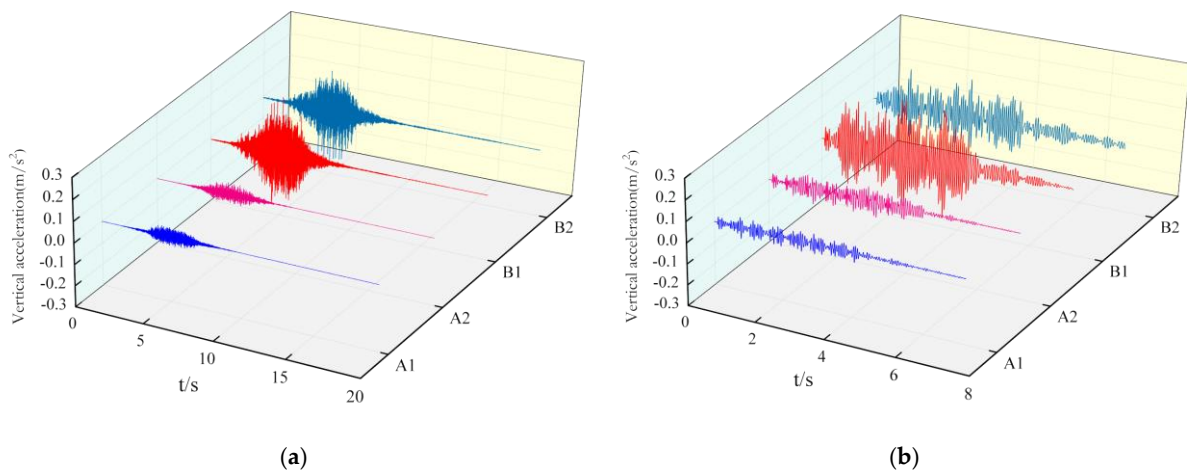 Vertical acceleration(m/s²)
0.3
0.2
0.1
0.0
-0.1
-0.2
-0.3
0
5
10
15
20
t/s
A1
A2
B1
B2
(a)
Vertical acceleration(m/s²)
0.3
0.2
0.1
0.0
-0.1
-0.2
-0.3
0
2
4
6
8
t/s
A1
A2
B1
B2
(b)